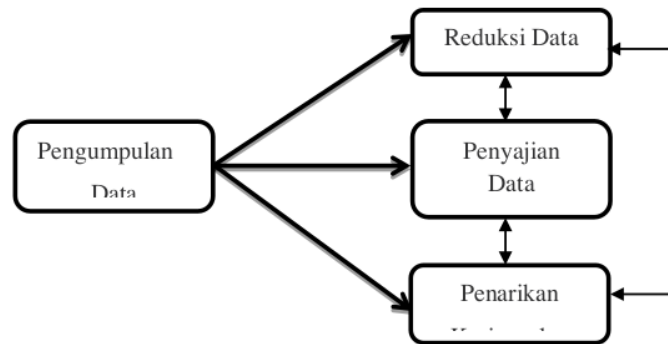 Reduksi Data
Pengumpulan
Data
Penyajian
Data
Penarikan